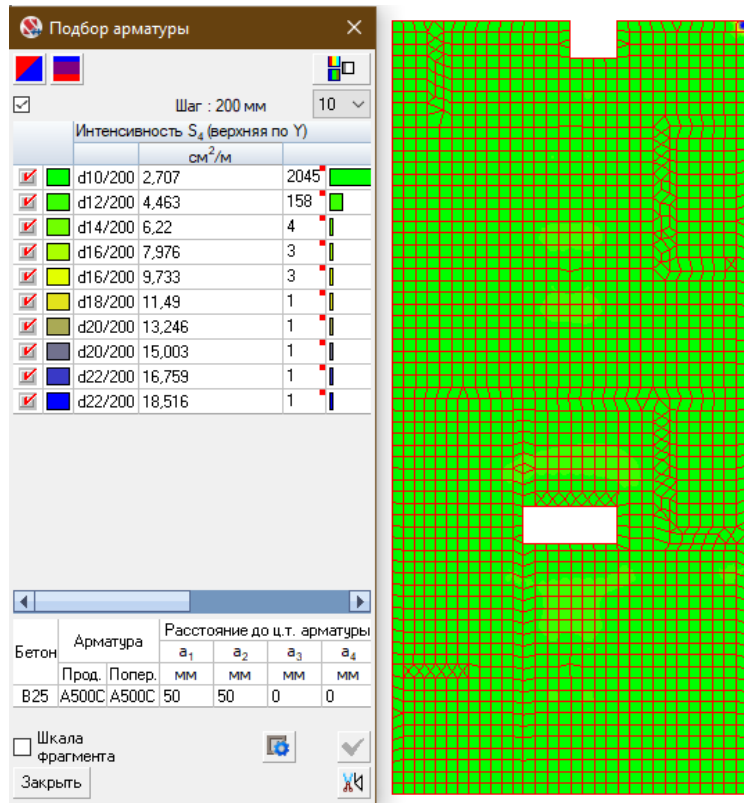 Подбор арматуры
Шаг : 200 мм 10
Интенсивность S4 (верхняя по Y)
см2/м
d10/200 2,707 2045
d12/200 4,463 158
d14/200 6,22 4
d16/200 7,976 3
d16/200 9,733 3
d18/200 11,49 1
d20/200 13,246 1
d20/200 15,003 1
d22/200 16,759 1
d22/200 18,516 1
Бетон Арматура Расстояние до ц.т. арматуры
a1 a2 a3 a4
Прод. Попер. мм мм мм мм
B25 A500C A500C 50 50 0 0
Шкала
фрагмента
Закрыть